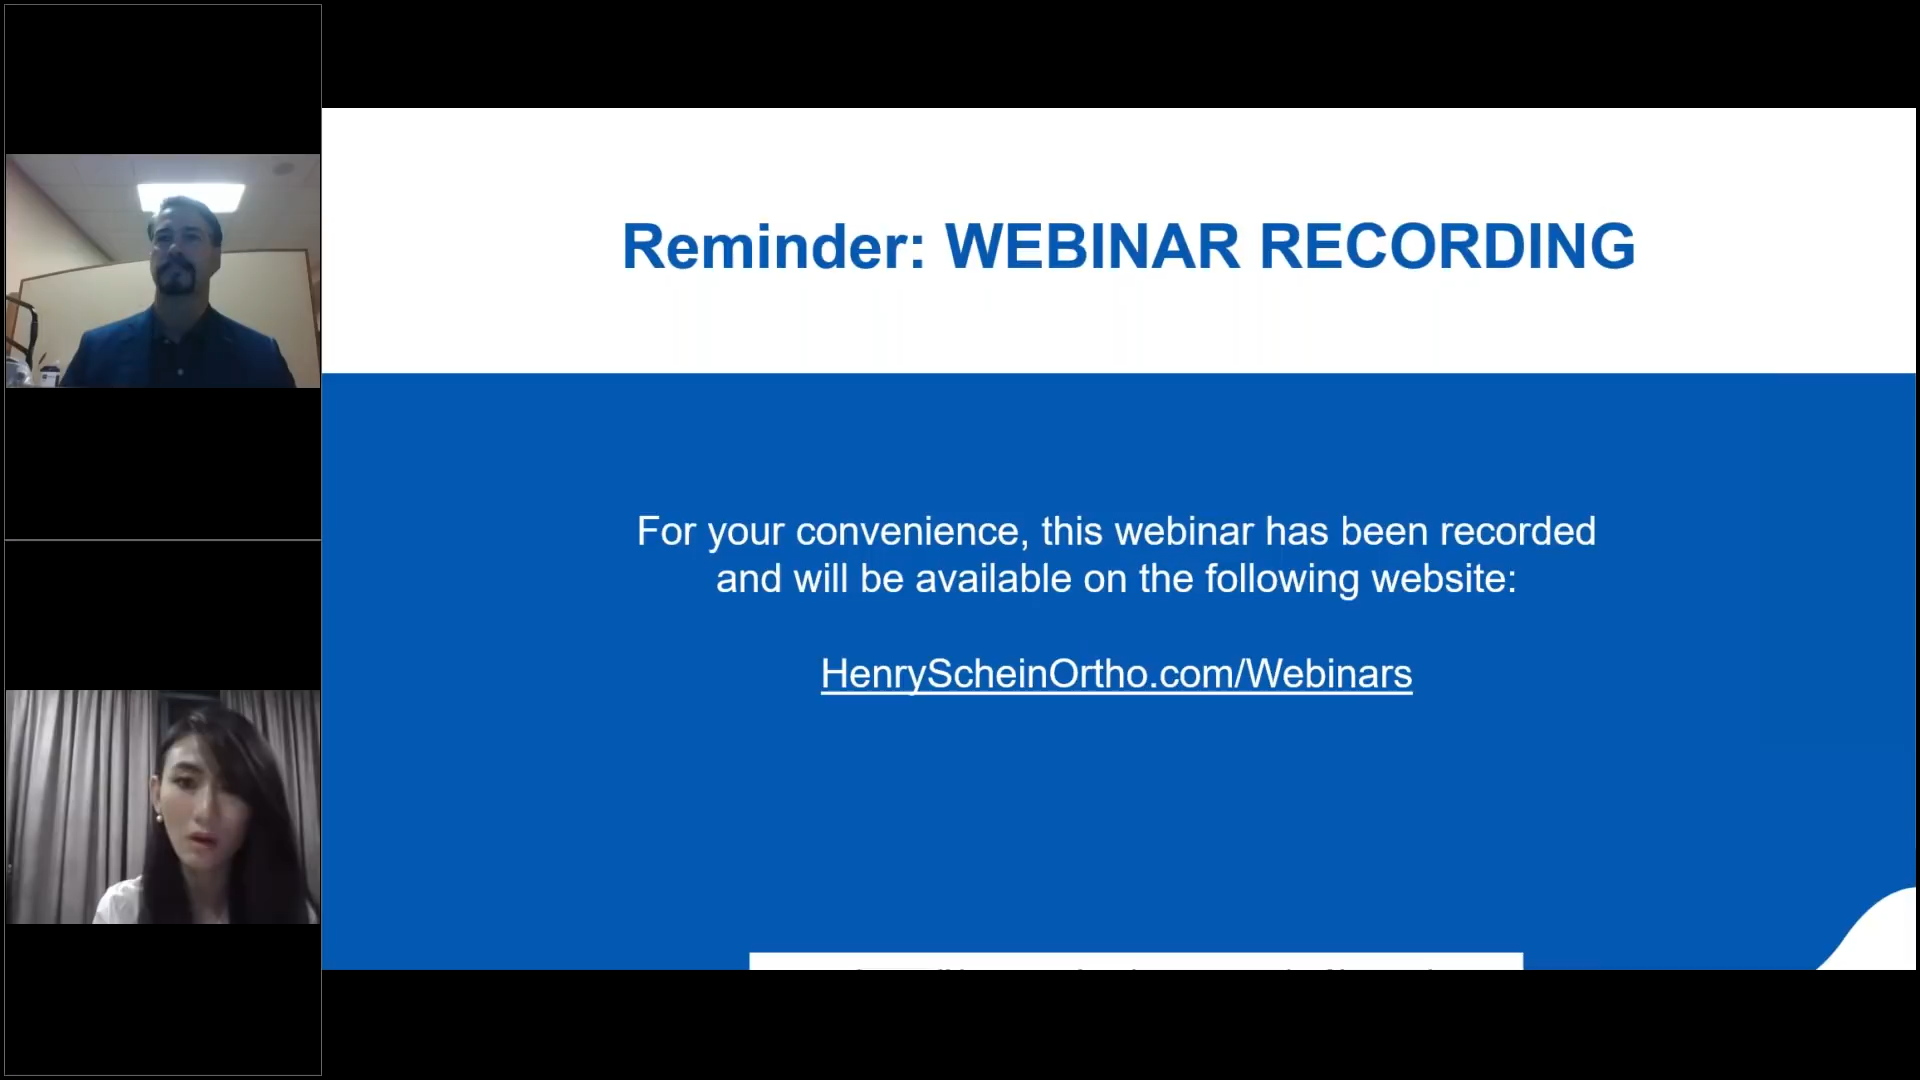 Reminder: WEBINAR RECORDING
For your convenience, this webinar has been recorded
and will be available on the following website:
HenryScheinOrtho.com/Webinars